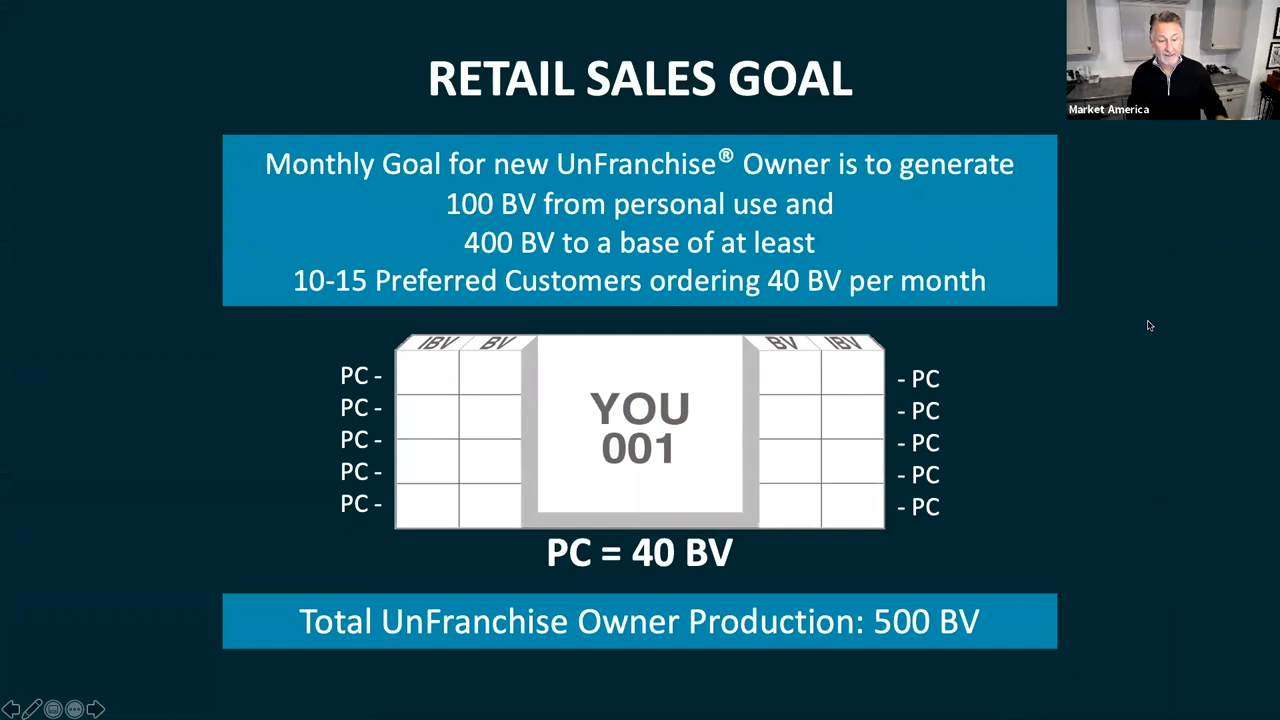 RETAIL SALES GOAL
Market America
Monthly Goal for new UnFranchise® Owner is to generate
100 BV from personal use and
400 BV to a base of at least
10-15 Preferred Customers ordering 40 BV per month
IBV BV BV IBV
PC - - PC
PC - - PC
PC - - PC
PC - - PC
PC - - PC
YOU
001
PC = 40 BV
Total UnFranchise Owner Production: 500 BV